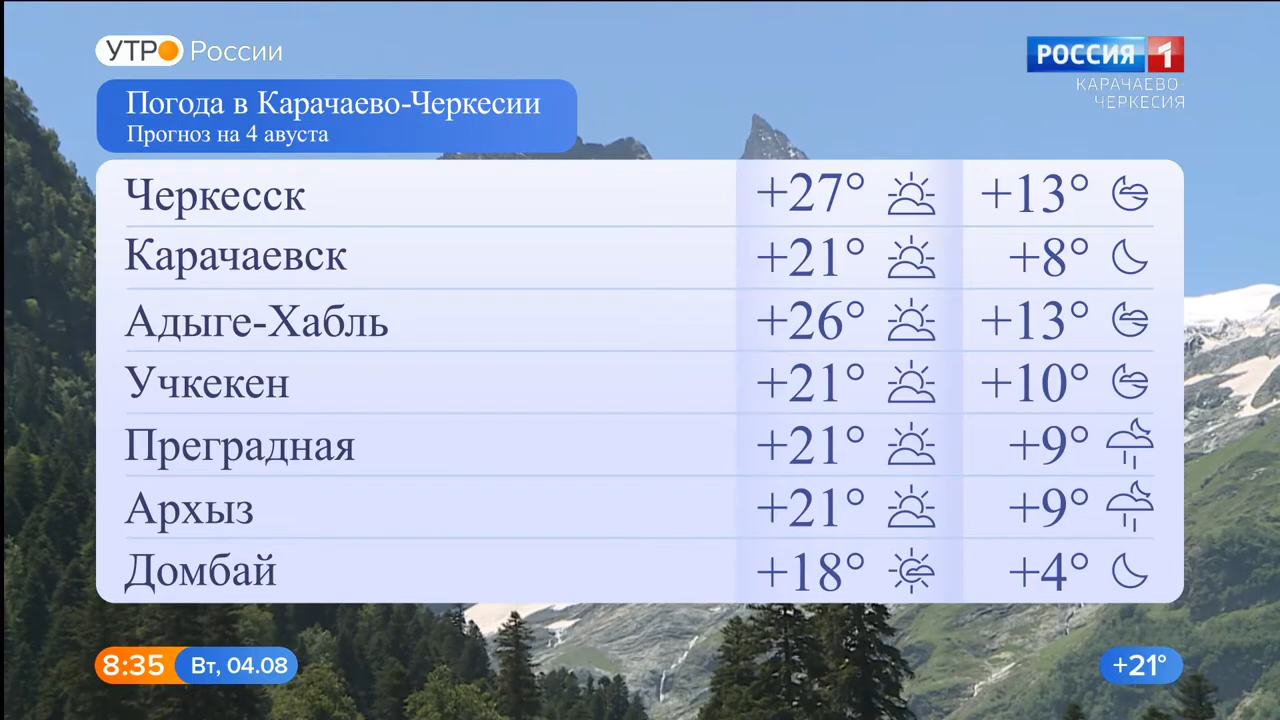 УТРО России
РОССИЯ 1
КАРАЧАЕВО
ЧЕРКЕСИЯ
Погода в Карачаево-Черкесии
Прогноз на 4 авуста
Черкесск +27° +13°
Карачаевск +21° +8°
Адыге-Хабль +26° +13°
Учкекен +21° +10°
Преградная +21° +9°
Архыз +21° +9°
Домбай +18° +4°
8:35 Вт, 04.08 +21°